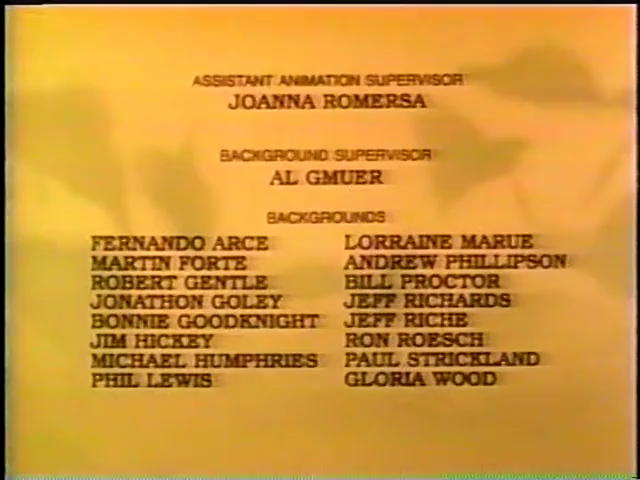 ASSISTANT ANIMATION SUPERVISOR
JOANNA ROMERSA
BACKGROUND SUPERVISOR
AL GMUER
BACKGROUNDS
FERNANDO ARCE LORRAINE MARUE
MARTIN FORTE ANDREW PHILLIPSON
ROBERT GENTLE BILL PROCTOR
JONATHON GOLEY JEFF RICHARDS
BONNIE GOODKNIGHT JEFF RICHE
JIM HICKEY RON ROESCH
MICHAEL HUMPHRIES PAUL STRICKLAND
PHIL LEWIS GLORIA WOOD